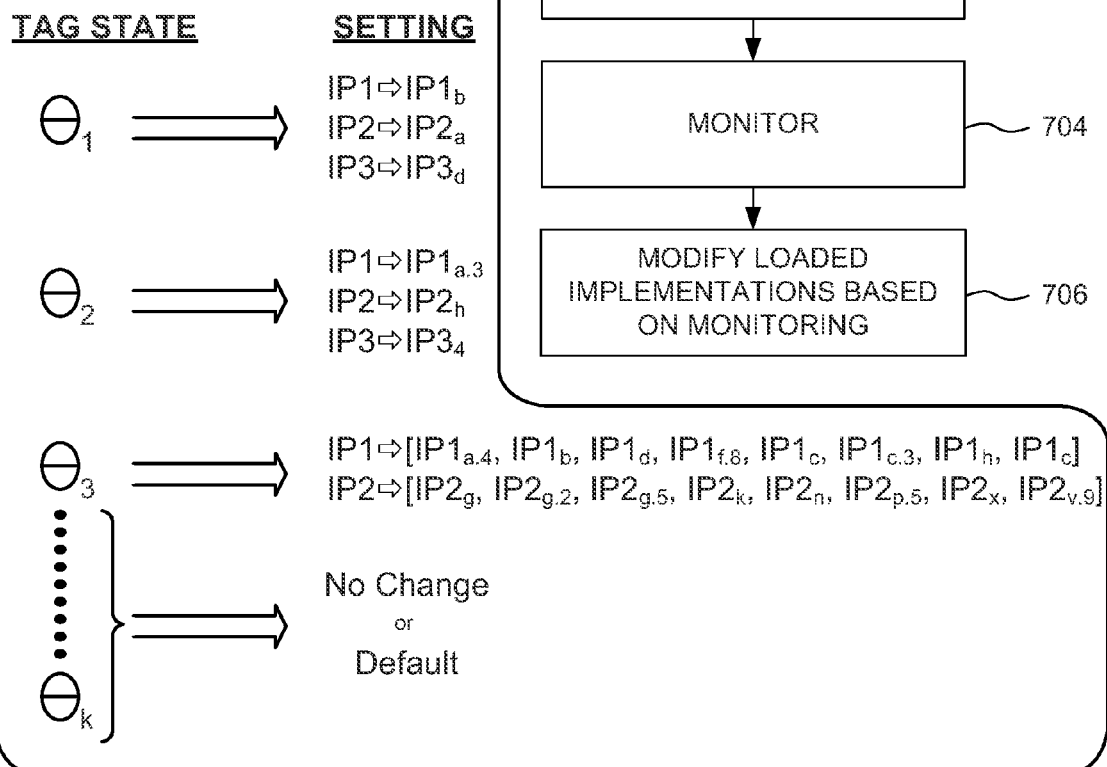 TAG STATE
SETTING
Θ₁
IP1⇨IP1b
IP2⇨IP2a
IP3⇨IP3d
Θ₂
IP1⇨IP1a.3
IP2⇨IP2h
IP3⇨IP34
Θ₃
IP1⇨[IP1a.4, IP1b, IP1d, IP1f.8, IP1c, IP1c.3, IP1h, IP1c]
IP2⇨[IP2g, IP2g.2, IP2g.5, IP2k, IP2n, IP2p.5, IP2x, IP2v.9]
No Change
or
Default
Θk
MONITOR
704
MODIFY LOADED
IMPLEMENTATIONS BASED
ON MONITORING
706